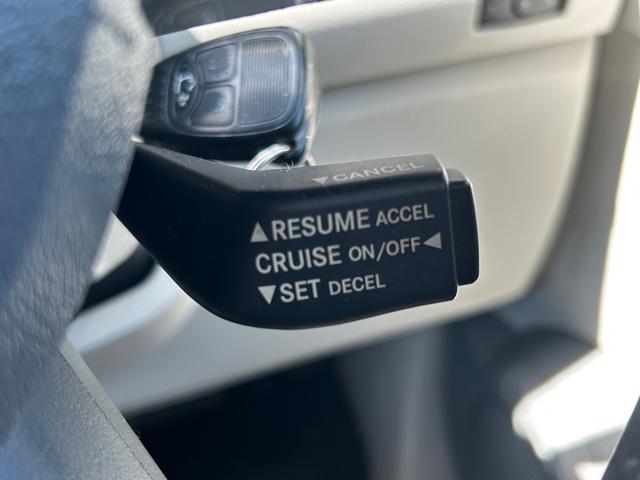 ▼CANCEL
▲RESUME ACCEL
CRUISE ON/OFF◀
▼SET DECEL